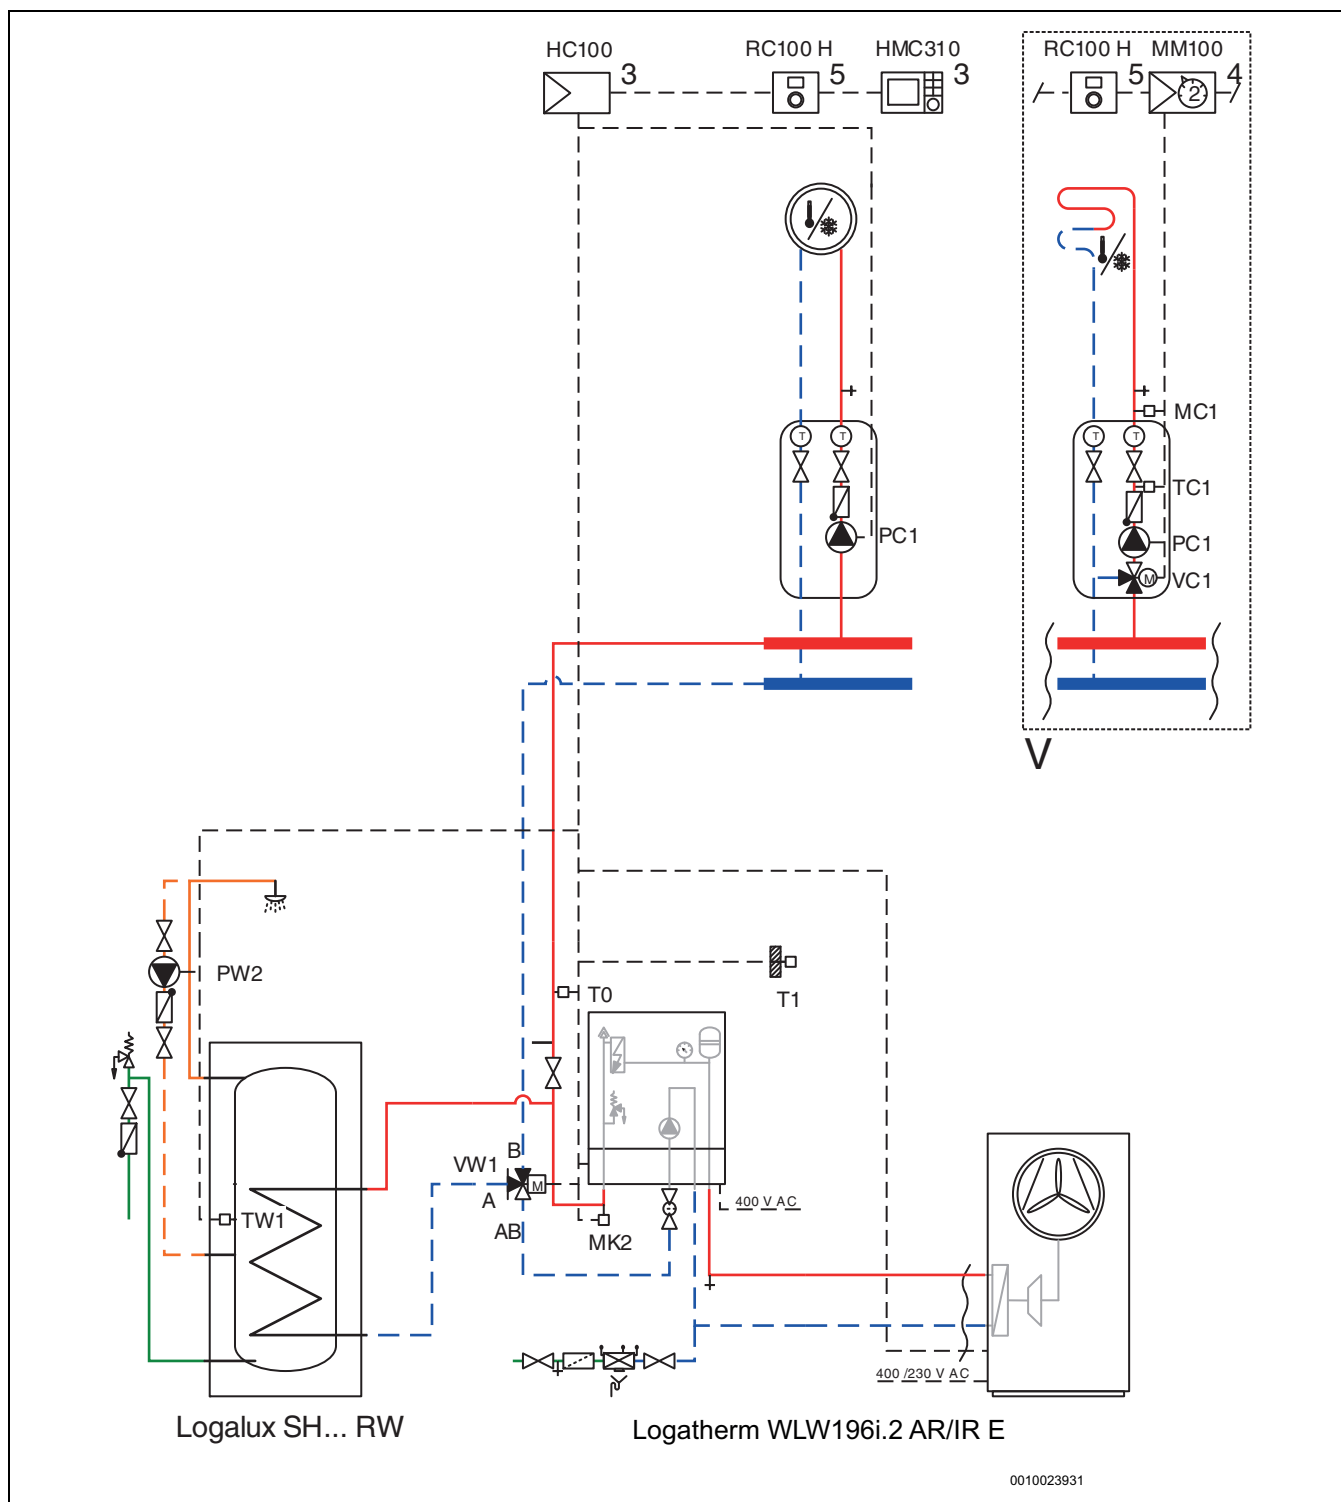 HC100
RC100 H
HMC310
RC100 H
MM100
3
5
3
5
4
2
MC1
T
T
T
T
TC1
PC1
PC1
M
VC1
V
PW2
T0
T1
B
VW1
M
A
400 V AC
TW1
AB
MK2
400 /230 V AC
Logalux SH... RW
Logatherm WLW196i.2 AR/IR E
0010023931